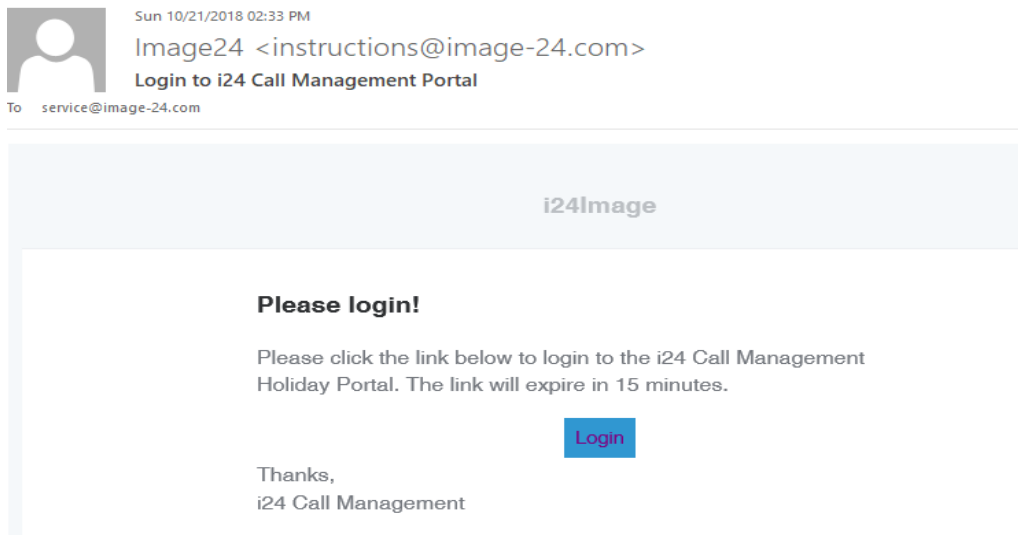 Sun 10/21/2018 02:33 PM
Image24 <instructions@image-24.com>
Login to i24 Call Management Portal
To service@image-24.com
i24Image
Please login!
Please click the link below to login to the i24 Call Management
Holiday Portal. The link will expire in 15 minutes.
Login
Thanks,
i24 Call Management